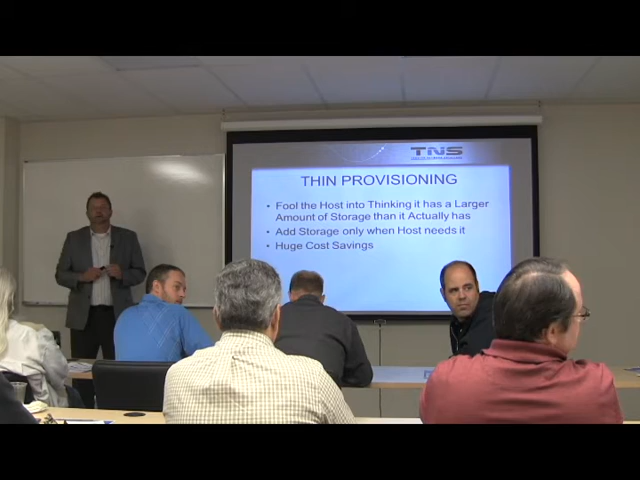 TNS
THIN PROVISIONING
• Fool the Host into Thinking it has a Larger
Amount of Storage than it Actually has
• Add Storage only when Host needs it
• Huge Cost Savings